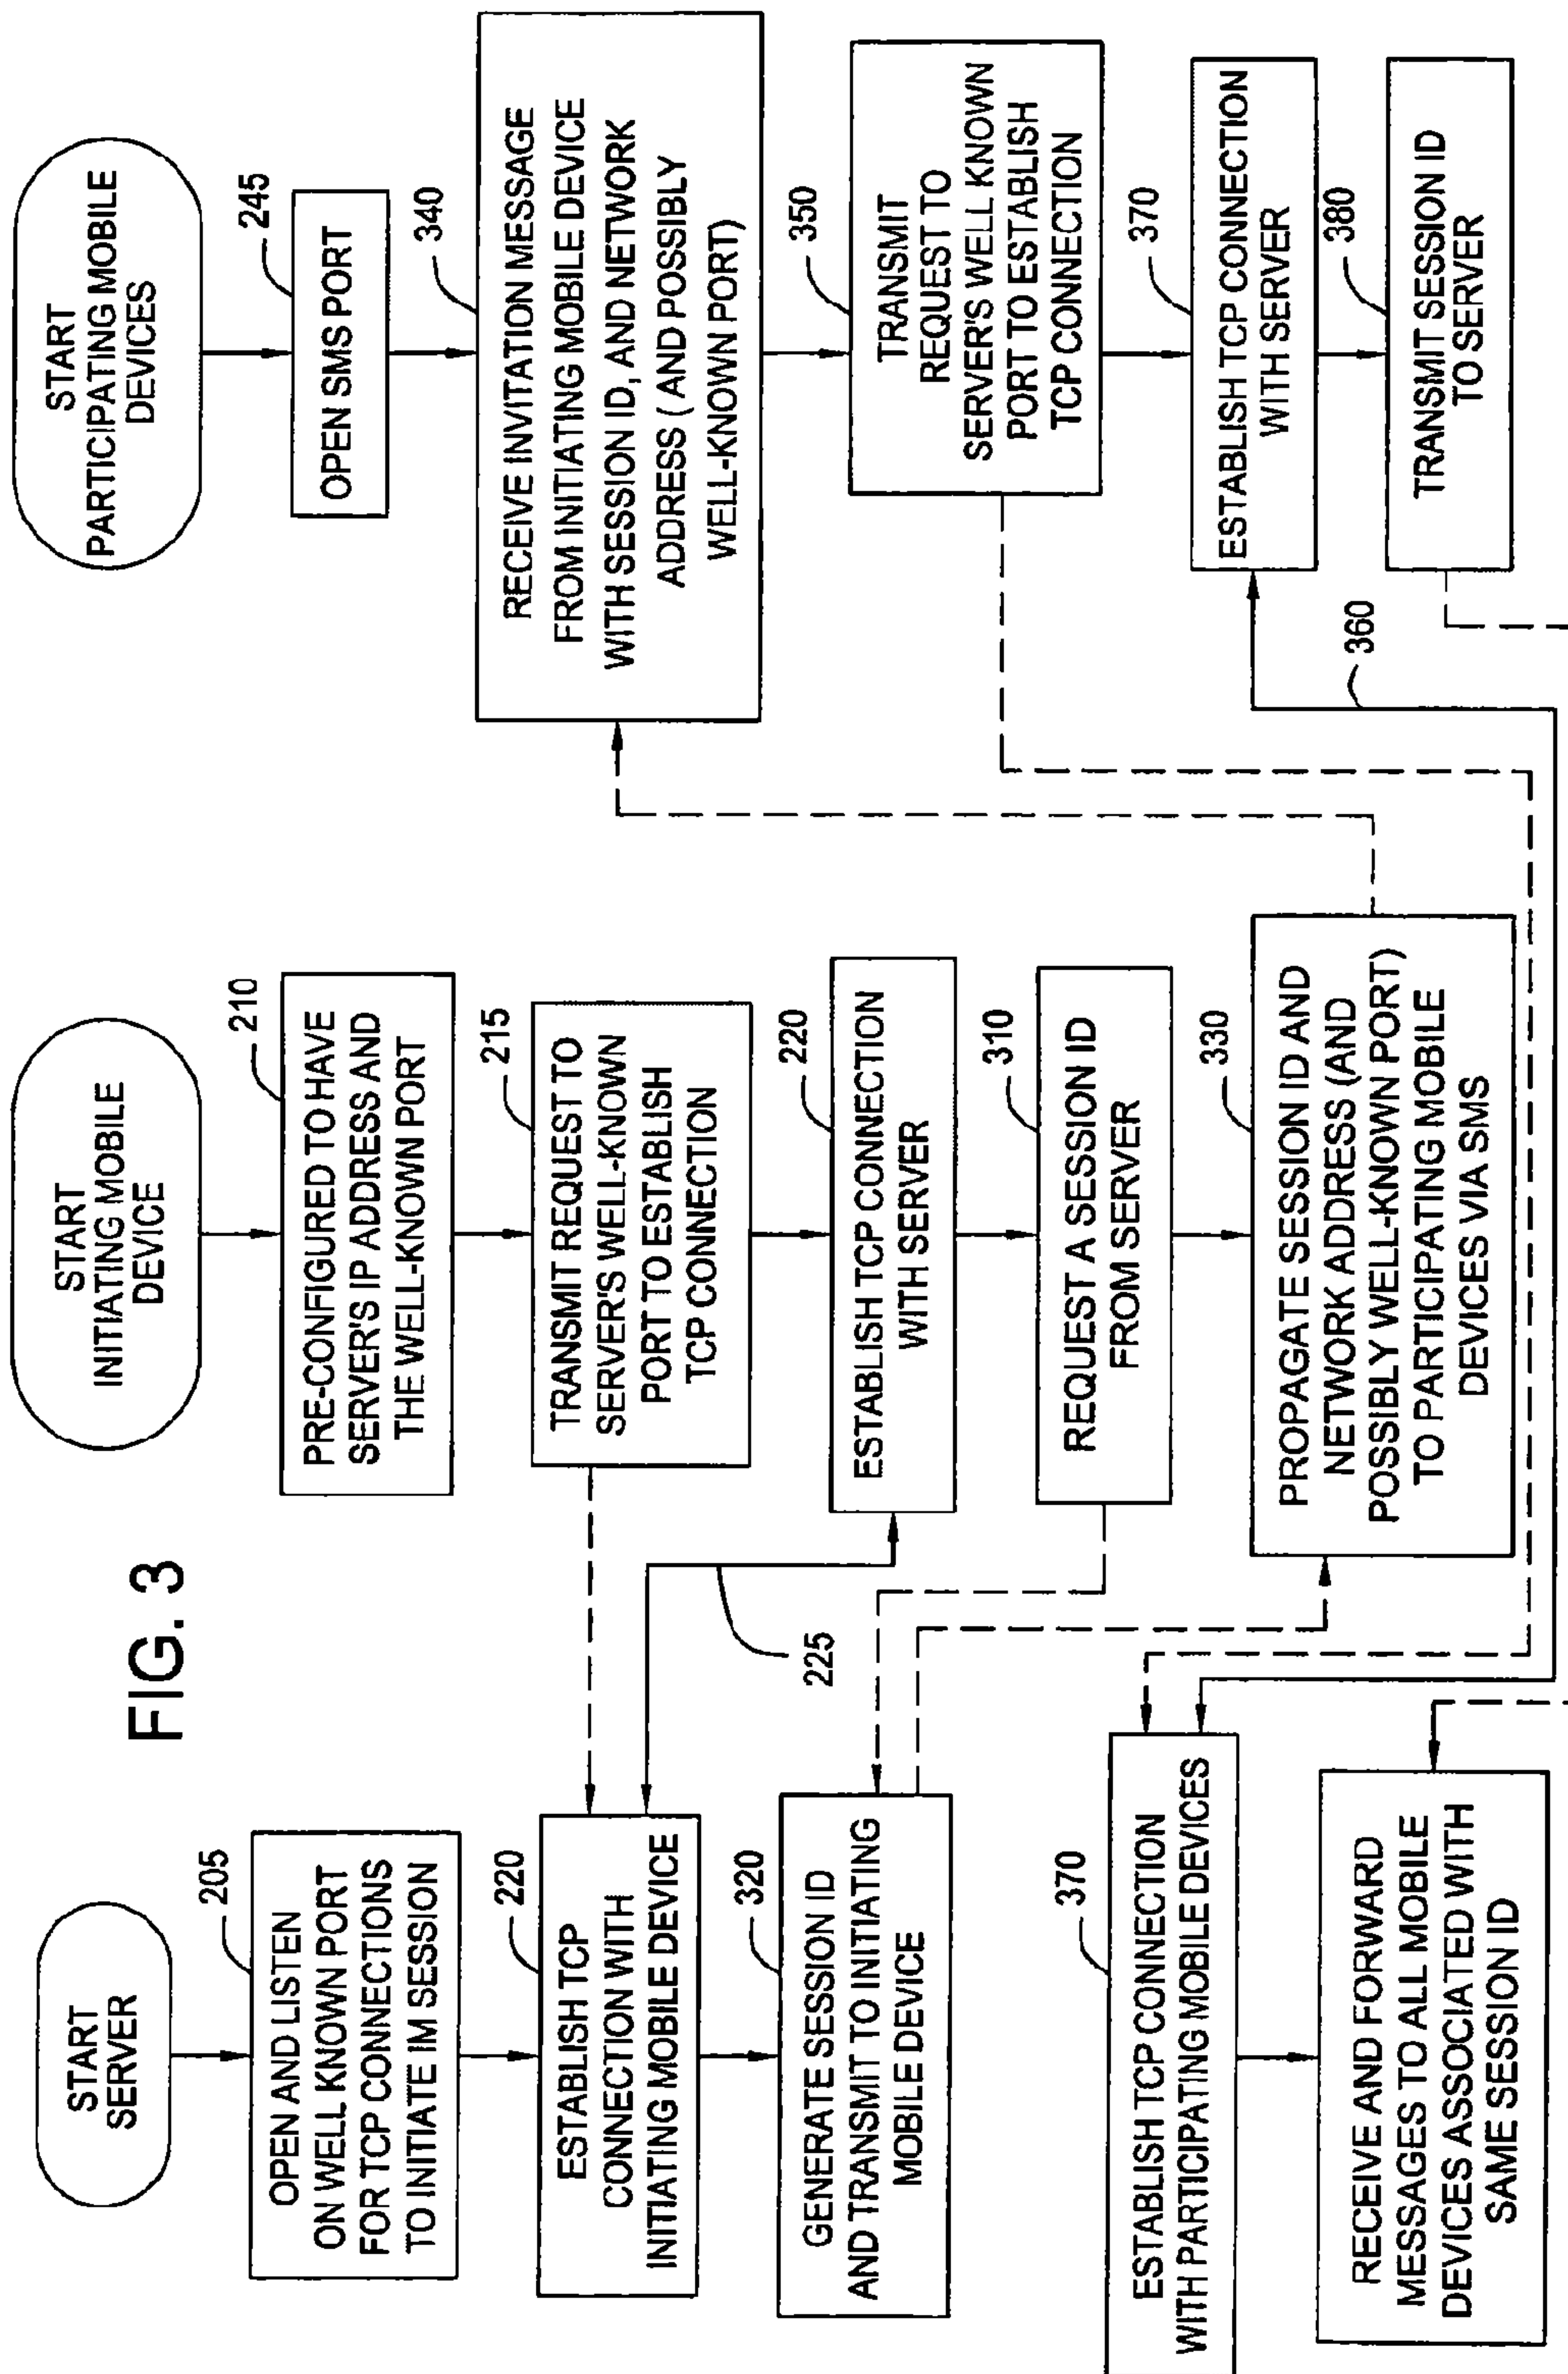 FIG. 3
START
SERVER
205
OPEN AND LISTEN
ON WELL KNOWN PORT
FOR TCP CONNECTIONS
TO INITIATE IM SESSION
220
ESTABLISH TCP
CONNECTION WITH
INITIATING MOBILE DEVICE
320
GENERATE SESSION ID
AND TRANSMIT TO INITIATING
MOBILE DEVICE
370
ESTABLISH TCP CONNECTION
WITH PARTICIPATING MOBILE DEVICES
RECEIVE AND FORWARD
MESSAGES TO ALL MOBILE
DEVICES ASSOCIATED WITH
SAME SESSION ID
START
INITIATING MOBILE
DEVICE
210
PRE-CONFIGURED TO HAVE
SERVER'S IP ADDRESS AND
THE WELL-KNOWN PORT
215
TRANSMIT REQUEST TO
SERVER'S WELL-KNOWN
PORT TO ESTABLISH
TCP CONNECTION
220
ESTABLISH TCP CONNECTION
WITH SERVER
225
310
REQUEST A SESSION ID
FROM SERVER
330
PROPAGATE SESSION ID AND
NETWORK ADDRESS (AND
POSSIBLY WELL-KNOWN PORT)
TO PARTICIPATING MOBILE
DEVICES VIA SMS
START
PARTICIPATING MOBILE
DEVICES
245
OPEN SMS PORT
340
RECEIVE INVITATION MESSAGE
FROM INITIATING MOBILE DEVICE
WITH SESSION ID, AND NETWORK
ADDRESS ( AND POSSIBLY
WELL-KNOWN PORT)
350
TRANSMIT
REQUEST TO
SERVER'S WELL KNOWN
PORT TO ESTABLISH
TCP CONNECTION
370
ESTABLISH TCP CONNECTION
WITH SERVER
360
380
TRANSMIT SESSION ID
TO SERVER